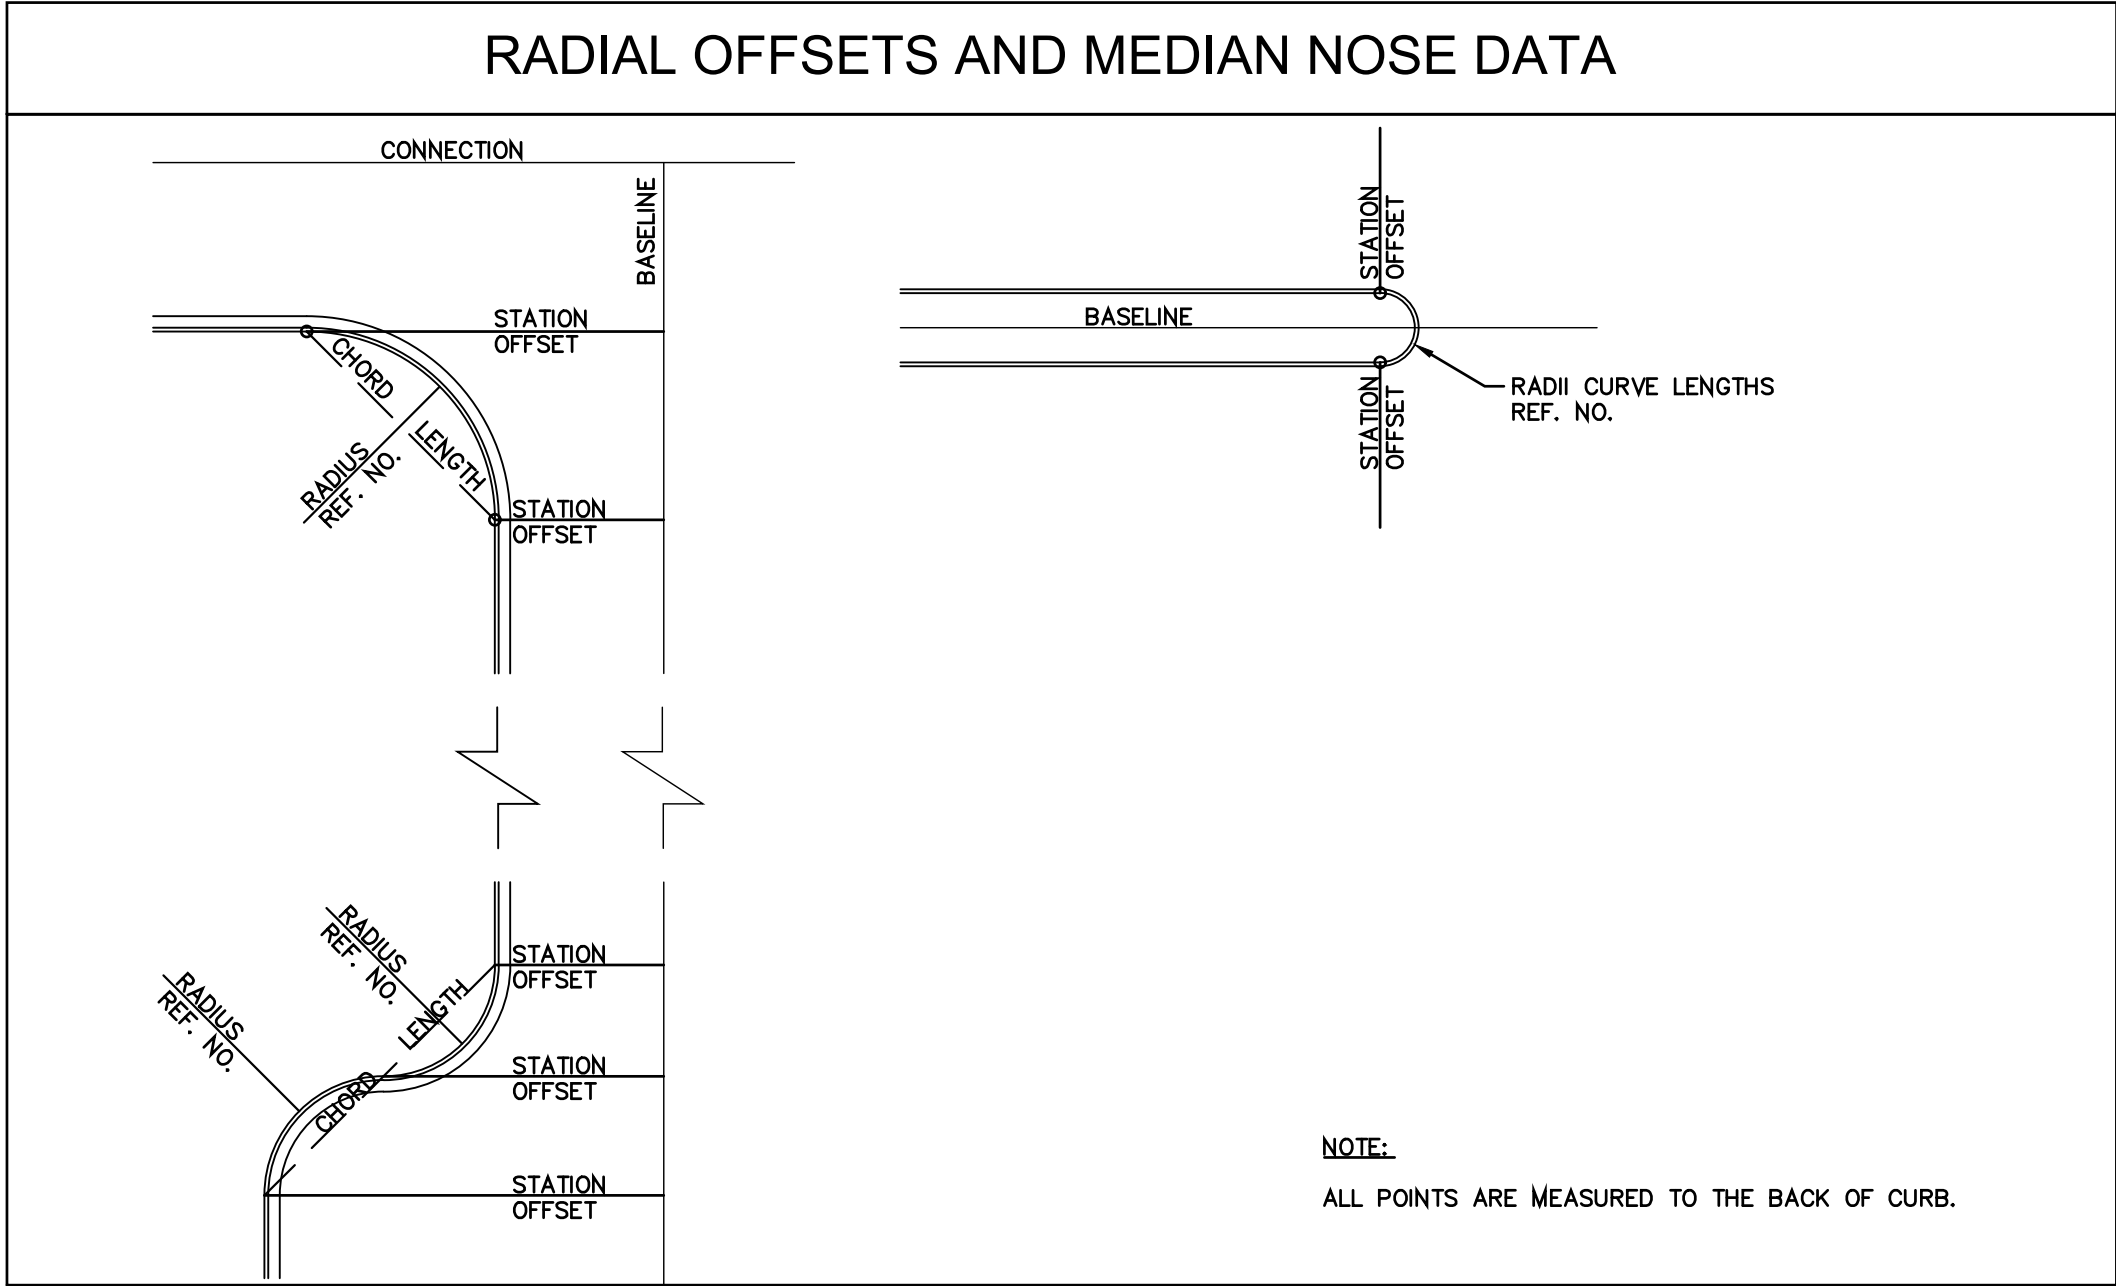 RADIAL OFFSETS AND MEDIAN NOSE DATA
CONNECTION
BASELINE
STATION
OFFSET
CHORD
LENGTH
RADIUS
REF. NO.
STATION
OFFSET
STATION
OFFSET
BASELINE
STATION
OFFSET
RADII CURVE LENGTHS
REF. NO.
RADIUS
REF. NO.
STATION
OFFSET
LENGTH
RADIUS
REF. NO.
STATION
OFFSET
CHORD
STATION
OFFSET
NOTE:
ALL POINTS ARE MEASURED TO THE BACK OF CURB.